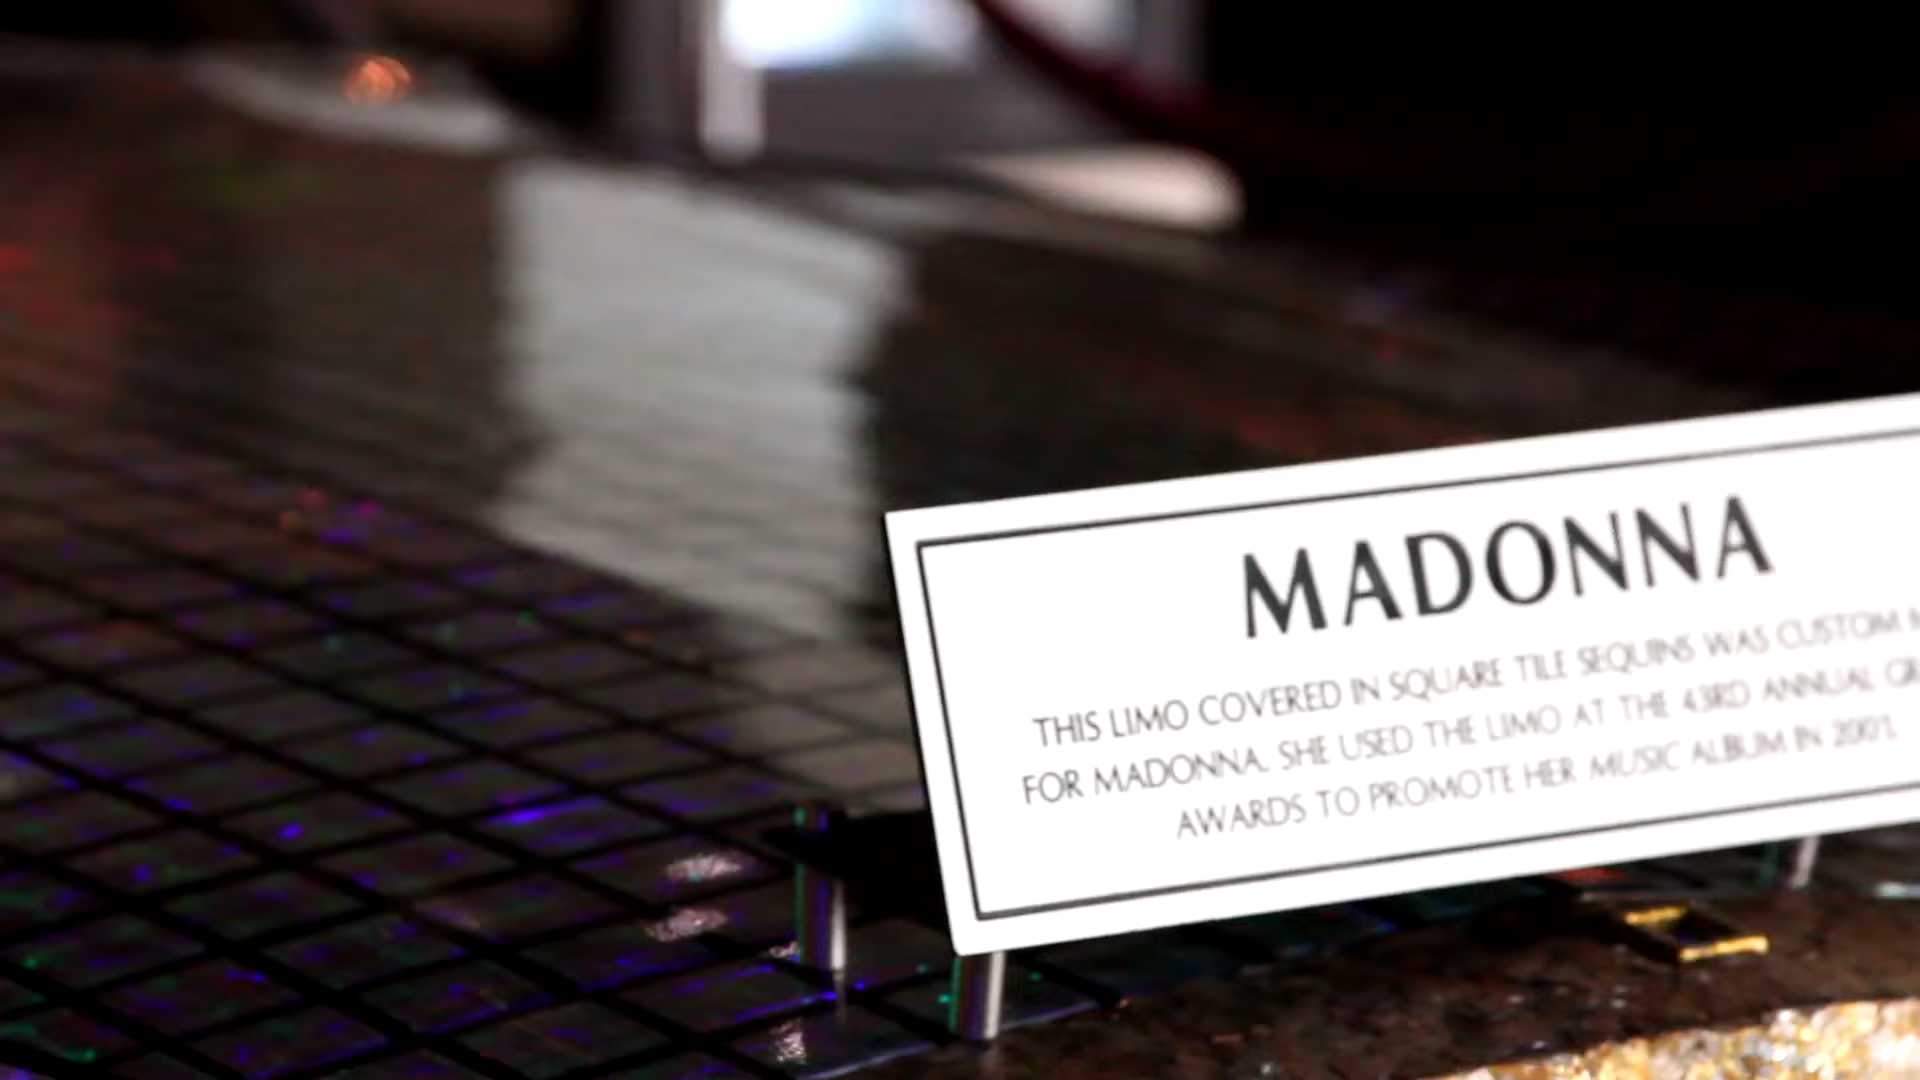 MADONNA
THIS LIMO COVERED IN SQUARE TILE SEQUINS WAS CUSTOM
FOR MADONNA. SHE USED THE LIMO AT THE 43RD ANNUAL
AWARDS TO PROMOTE HER MUSIC ALBUM IN 2001.